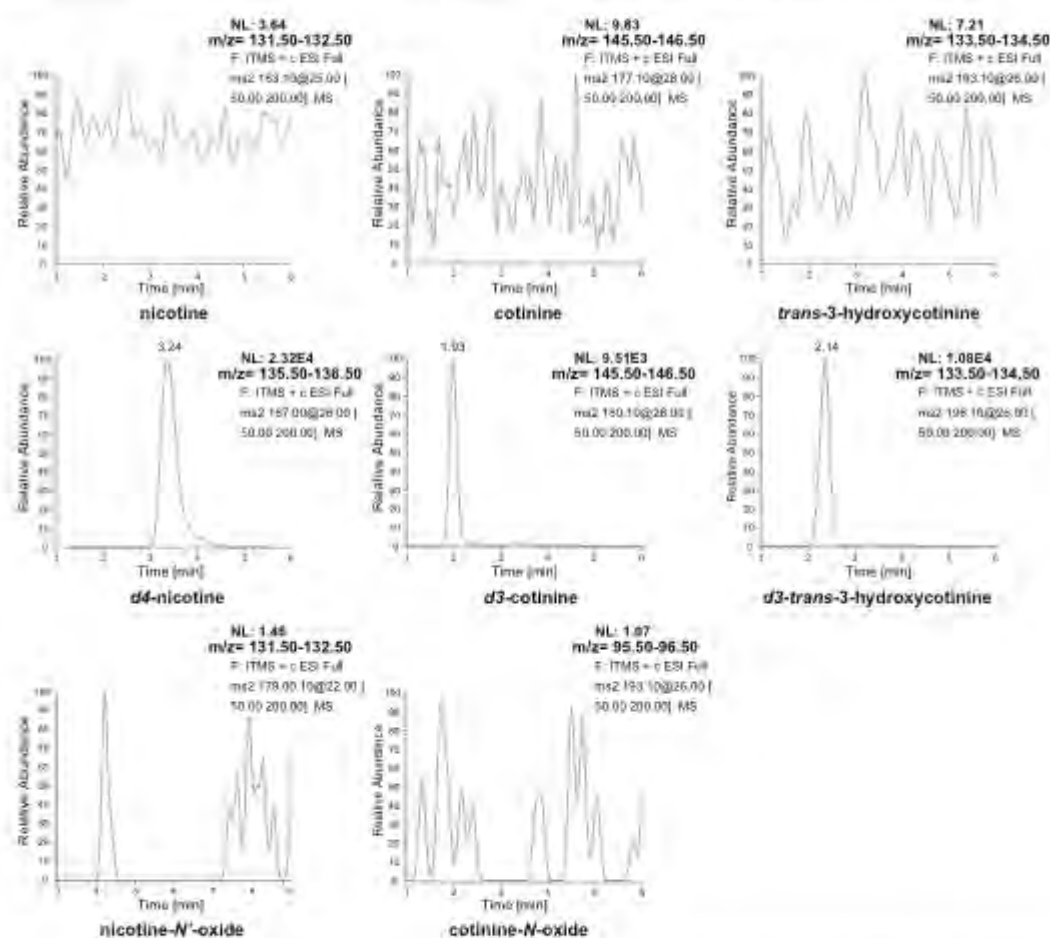 NL: 3.64
m/z= 131.50-132.50
F: ITMS + c ESI Full
ms2 163.10@25.00 [
50.00 200.00] MS
Relative Abundance
Time [min]
nicotine
NL: 9.83
m/z= 145.50-146.50
F: ITMS + c ESI Full
ms2 177.10@28.00 [
50.00 200.00] MS
Relative Abundance
Time [min]
cotinine
NL: 7.21
m/z= 133.50-134.50
F: ITMS + c ESI Full
ms2 193.10@26.00 [
50.00 200.00] MS
Relative Abundance
Time [min]
trans-3-hydroxycotinine
3.24
NL: 2.32E4
m/z= 135.50-136.50
F: ITMS + c ESI Full
ms2 167.00@26.00 [
50.00 200.00] MS
Relative Abundance
Time [min]
d4-nicotine
1.93
NL: 9.51E3
m/z= 145.50-146.50
F: ITMS + c ESI Full
ms2 180.10@28.00 [
50.00 200.00] MS
Relative Abundance
Time [min]
d3-cotinine
2.14
NL: 1.08E4
m/z= 133.50-134.50
F: ITMS + c ESI Full
ms2 196.10@26.00 [
50.00 200.00] MS
Relative Abundance
Time [min]
d3-trans-3-hydroxycotinine
m/z= 131.50-132.50
F: ITMS + c ESI Full
ms2 179.00.10@22.00 [
50.00 200.00] MS
Relative Abundance
Time [min]
nicotine-N'-oxide
NL: 1.07
m/z= 95.50-96.50
F: ITMS + c ESI Full
ms2 193.10@26.00 [
50.00 200.00] MS
Relative Abundance
Time [min]
cotinine-N-oxide